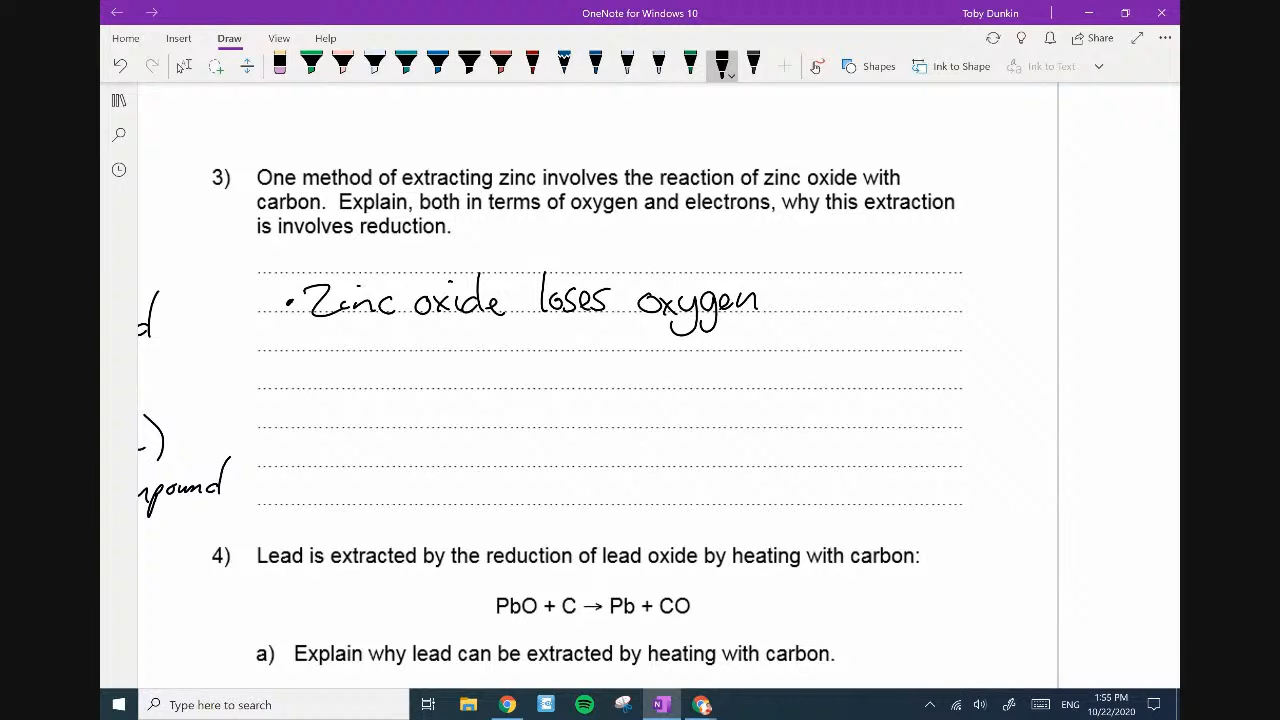 OneNote for Windows 10
Toby Dunkin
Home Insert Draw View Help
Share
Shapes
Ink to Shape
Ink to Text
3) One method of extracting zinc involves the reaction of zinc oxide with
carbon. Explain, both in terms of oxygen and electrons, why this extraction
is involves reduction.
• Zinc oxide loses oxygen
4) Lead is extracted by the reduction of lead oxide by heating with carbon:
PbO + C → Pb + CO
a) Explain why lead can be extracted by heating with carbon.
Type here to search
ENG
1:55 PM
10/22/2020